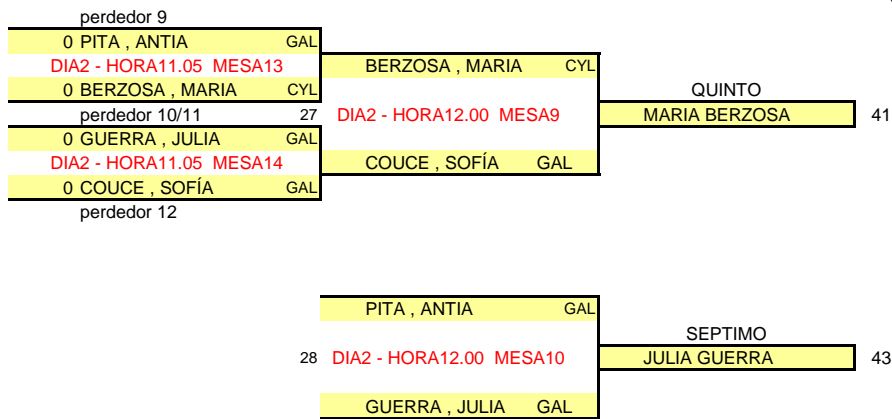 perdedor 9
0 PITA , ANTIA GAL
DIA2 - HORA11.05 MESA13
BERZOSA , MARIA CYL
0 BERZOSA , MARIA CYL
QUINTO
perdedor 10/11 27 DIA2 - HORA12.00 MESA9
MARIA BERZOSA 41
0 GUERRA , JULIA GAL
DIA2 - HORA11.05 MESA14
COUCE , SOFÍA GAL
0 COUCE , SOFÍA GAL
perdedor 12
PITA , ANTIA GAL
SEPTIMO
28 DIA2 - HORA12.00 MESA10
JULIA GUERRA 43
GUERRA , JULIA GAL